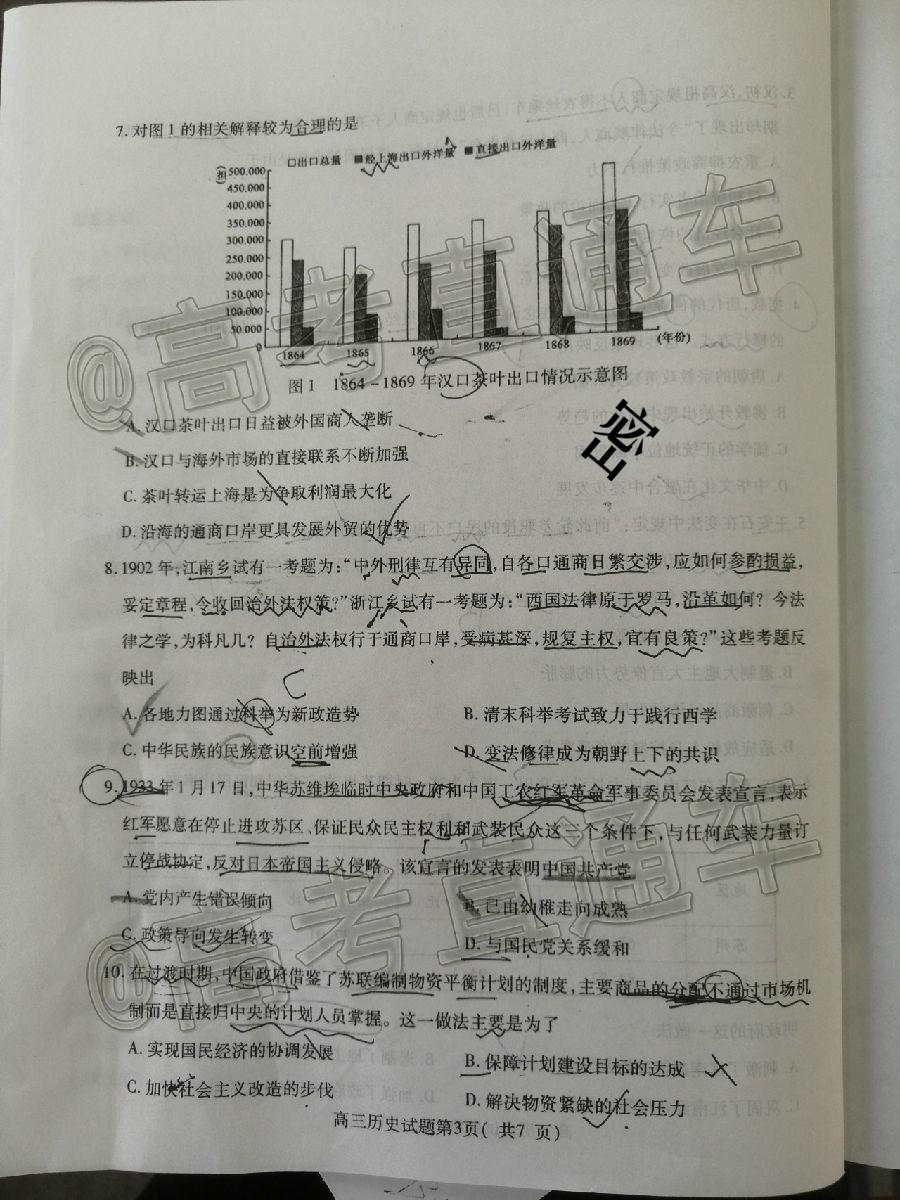 7. 对图1的相关解释较为合理的是
□出口总量 ■经上海出口外洋量 ■直接出口外洋量
(担)
500,000
450,000
400,000
350,000
300,000
250,000
200,000
150,000
100,000
50,000
0
1864 1865 1866 1867 1868 1869 (年份)
图1 1864-1869年汉口茶叶出口情况示意图
A. 汉口茶叶出口日益被外国商人垄断
B. 汉口与海外市场的直接联系不断加强
C. 茶叶转运上海是为争取利润最大化
D. 沿海的通商口岸更具发展外贸的优势
密
8. 1902年,江南乡试有一考题为:“中外刑律互有异同,自各口通商日繁交涉,应如何参酌损益,
妥定章程,令收回治外法权策?”浙江乡试有一考题为:“西国法律原于罗马,沿革如何?今法
律之学,为科凡几?自治外法权行于通商口岸,受病甚深,规复主权,宜有良策?”这些考题反
映出
C
A. 各地力图通过科举为新政造势 B. 清末科举考试致力于践行西学
C. 中华民族的民族意识空前增强 D. 变法修律成为朝野上下的共识
9. 1933年1月17日,中华苏维埃临时中央政府和中国工农红军革命军事委员会发表宣言,表示
红军愿意在停止进攻苏区、保证民众民主权利和武装民众这三个条件下,与任何武装力量订
立停战协定,反对日本帝国主义侵略。该宣言的发表表明中国共产党
A. 党内产生错误倾向 B. 已由幼稚走向成熟
C. 政策导向发生转变 D. 与国民党关系缓和
10. 在过渡时期,中国政府借鉴了苏联编制物资平衡计划的制度,主要商品的分配不通过市场机
制而是直接归中央的计划人员掌握。这一做法主要是为了
A. 实现国民经济的协调发展 B. 保障计划建设目标的达成
C. 加快社会主义改造的步伐 D. 解决物资紧缺的社会压力
高三历史试题第3页( 共7 页)
@高考直通车
@高考直通车